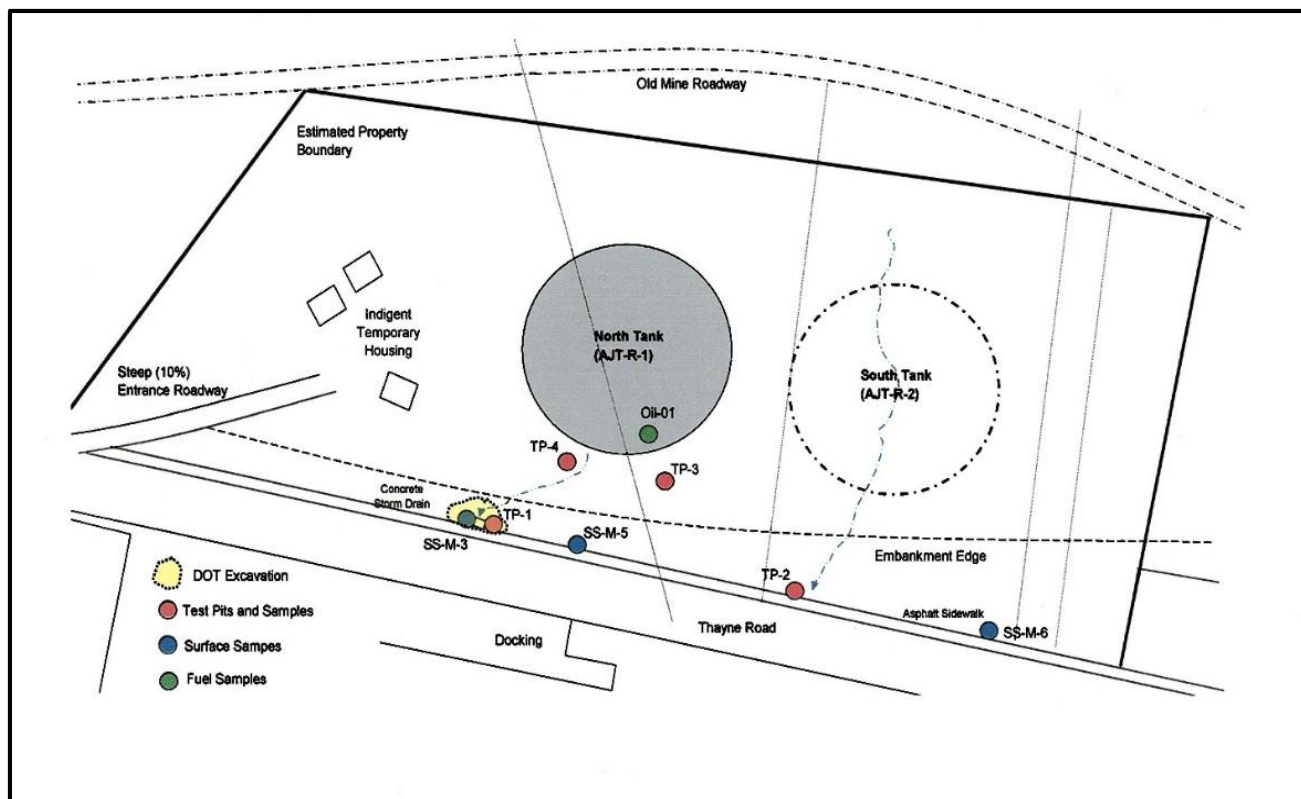 Old Mine Roadway
Estimated Property
Boundary
Indigent
Temporary
Housing
North Tank
(AJT-R-1)
South Tank
(AJT-R-2)
Steep (10%)
Entrance Roadway
Oil-01
TP-4
TP-3
Concrete
Storm Drain
TP-1
SS-M-3
SS-M-5
Embankment Edge
TP-2
Asphalt Sidewalk
SS-M-6
Thayne Road
Docking
DOT Excavation
Test Pits and Samples
Surface Sampes
Fuel Samples